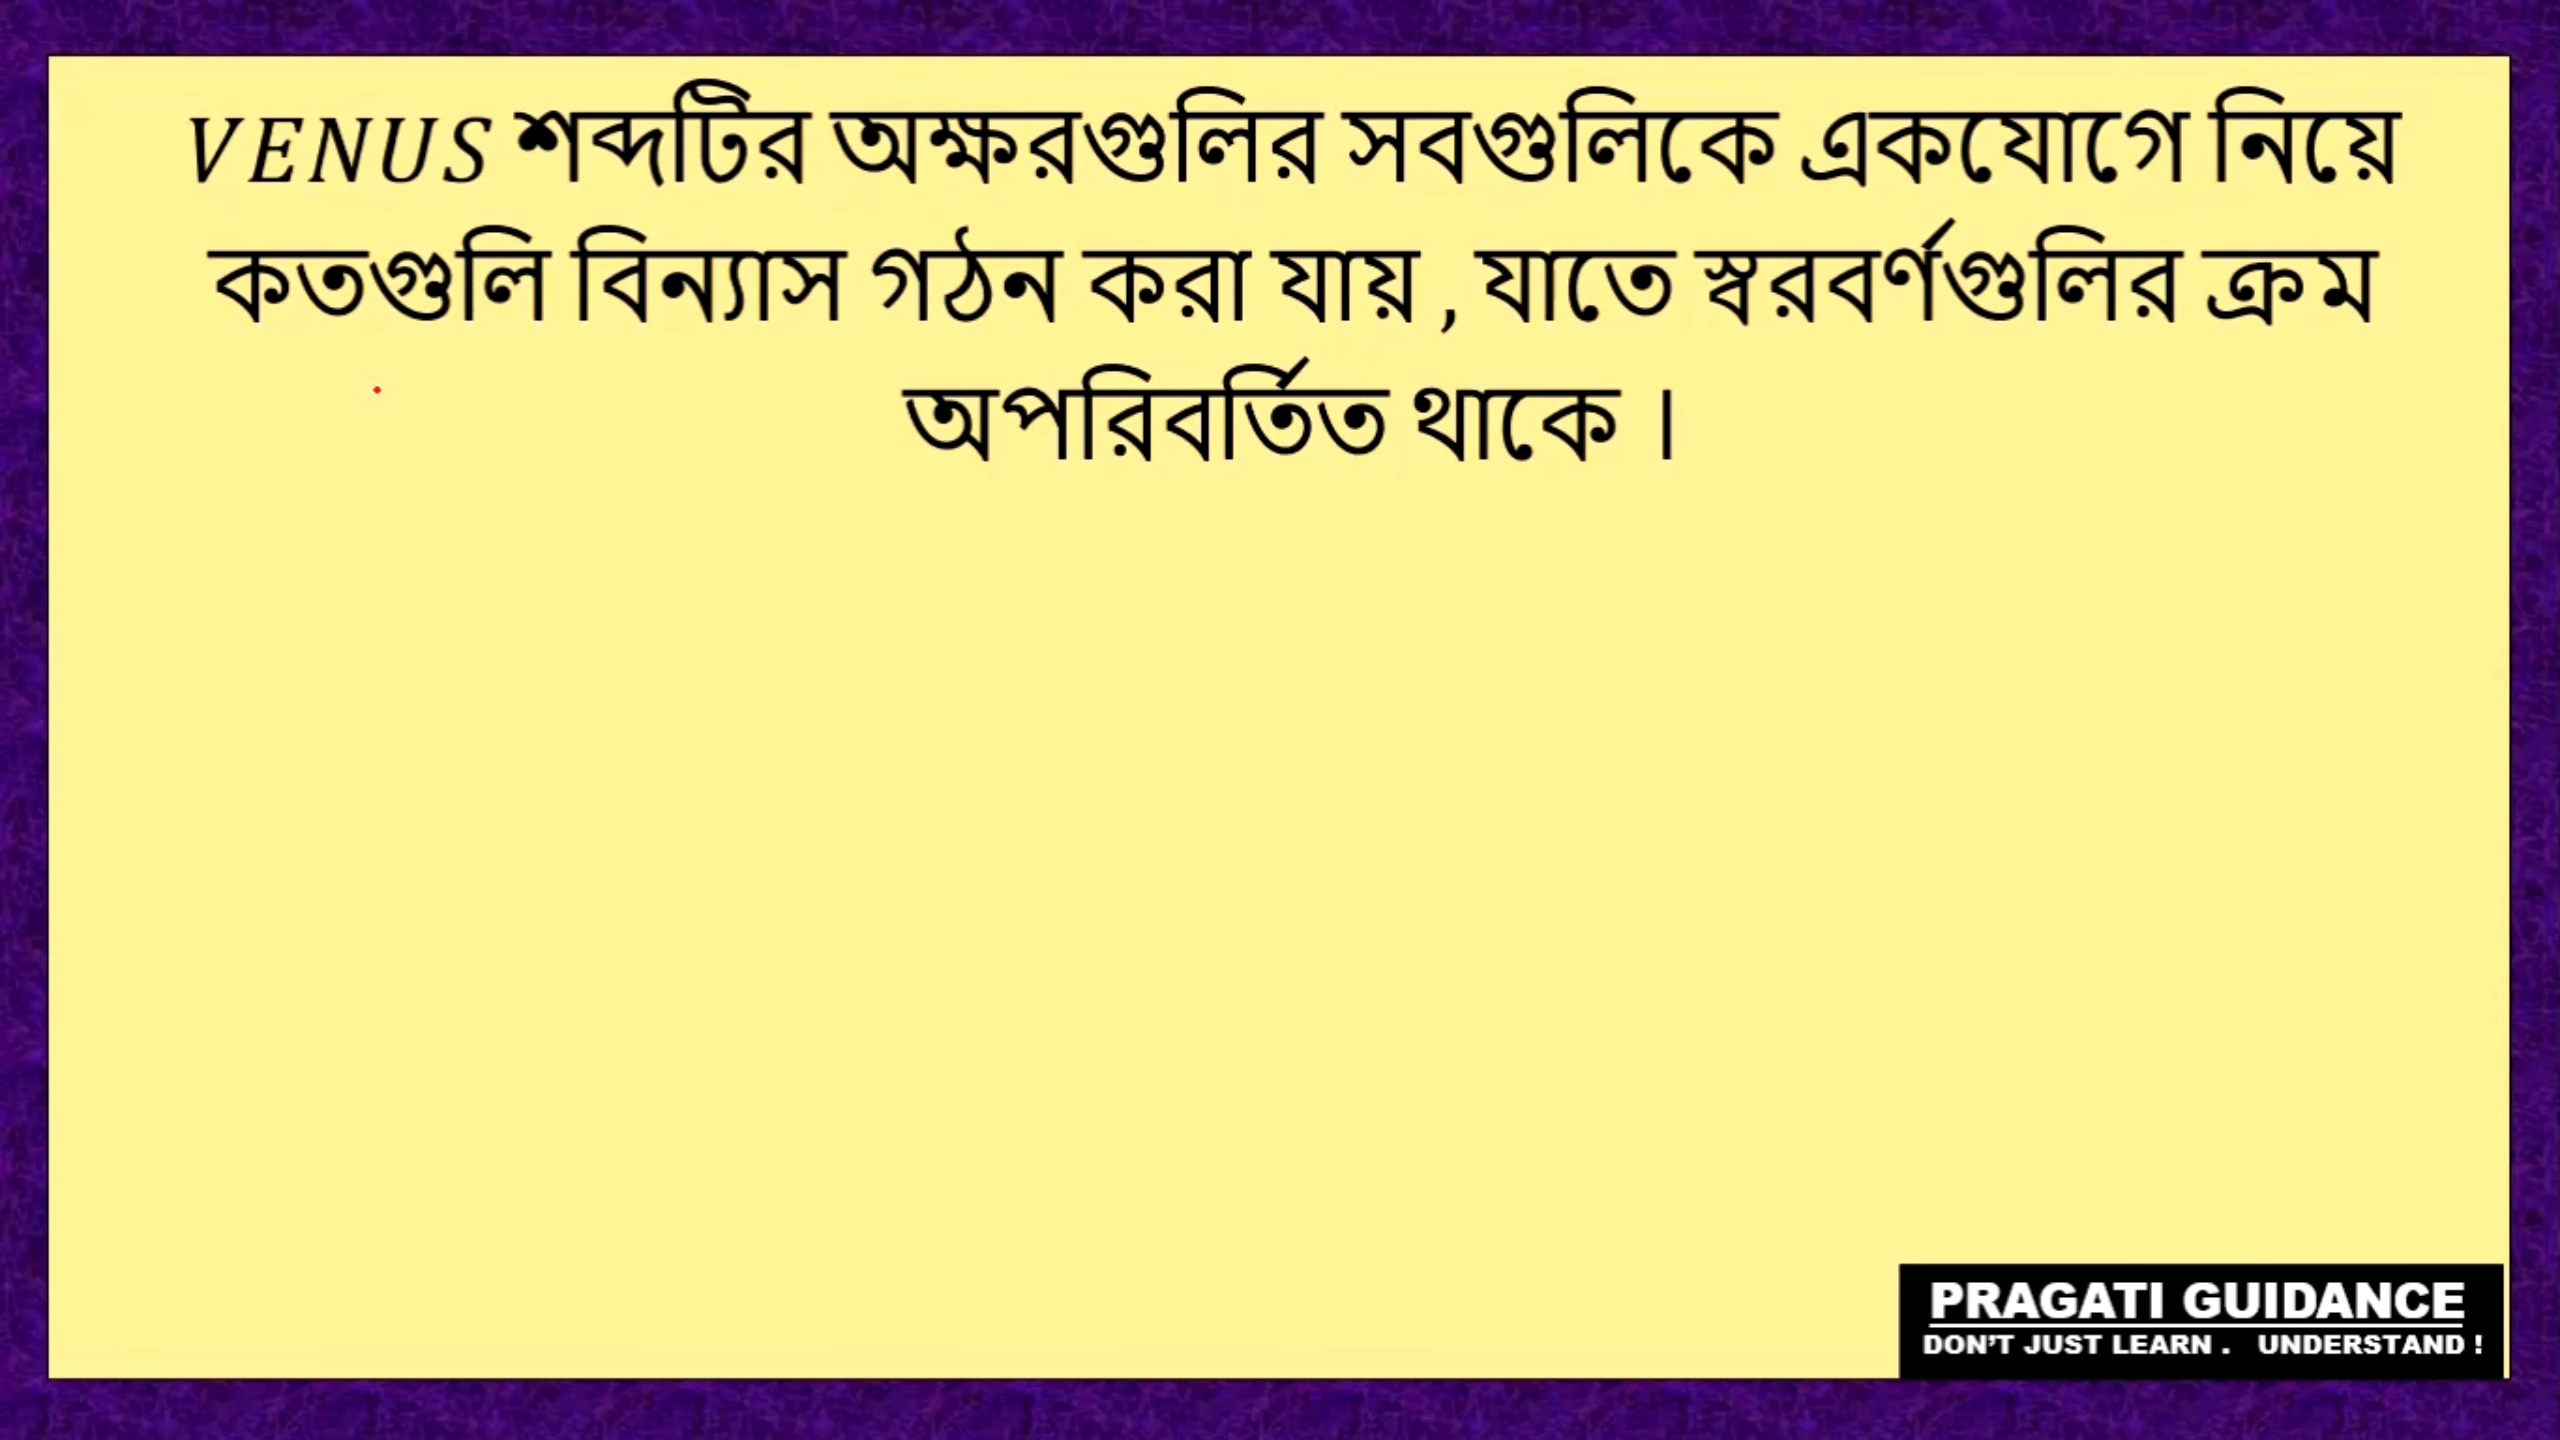 VENUS শব্দটির অক্ষরগুলির সবগুলিকে একযোগে নিয়ে
কতগুলি বিন্যাস গঠন করা যায় , যাতে স্বরবর্ণগুলির ক্রম
অপরিবর্তিত থাকে ।
PRAGATI GUIDANCE
DON'T JUST LEARN . UNDERSTAND !